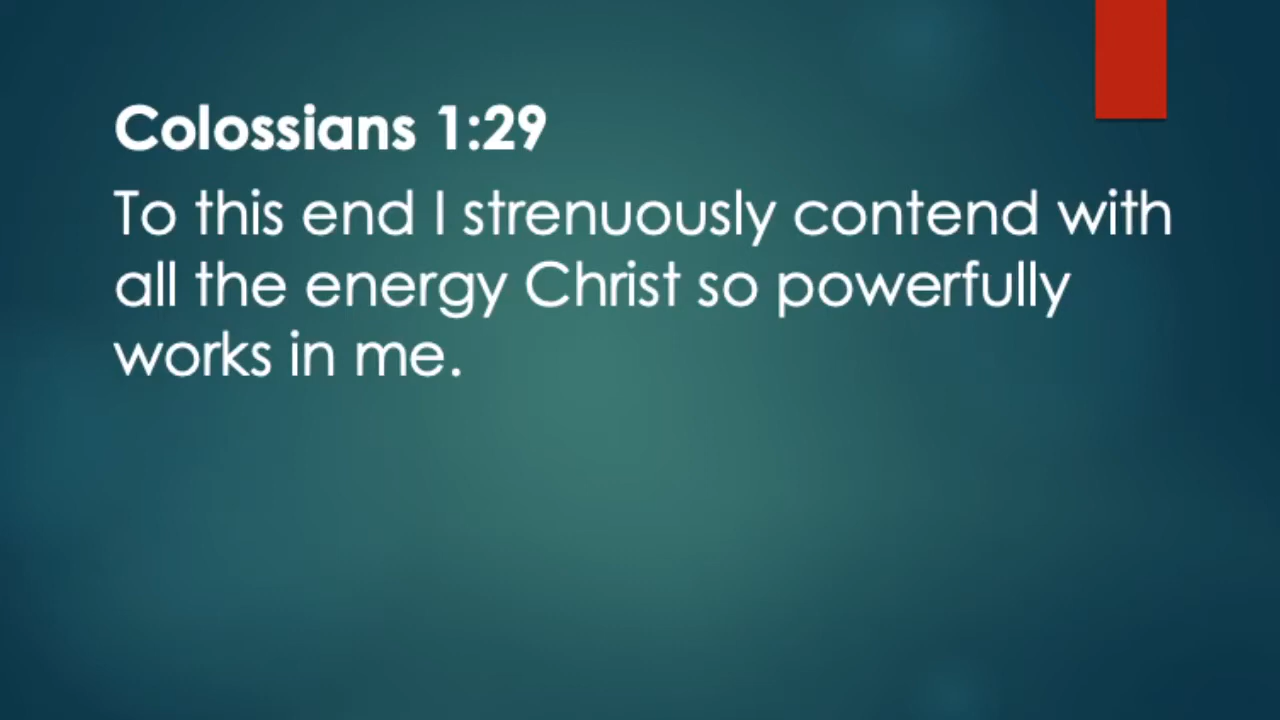 Colossians 1:29
To this end I strenuously contend with
all the energy Christ so powerfully
works in me.